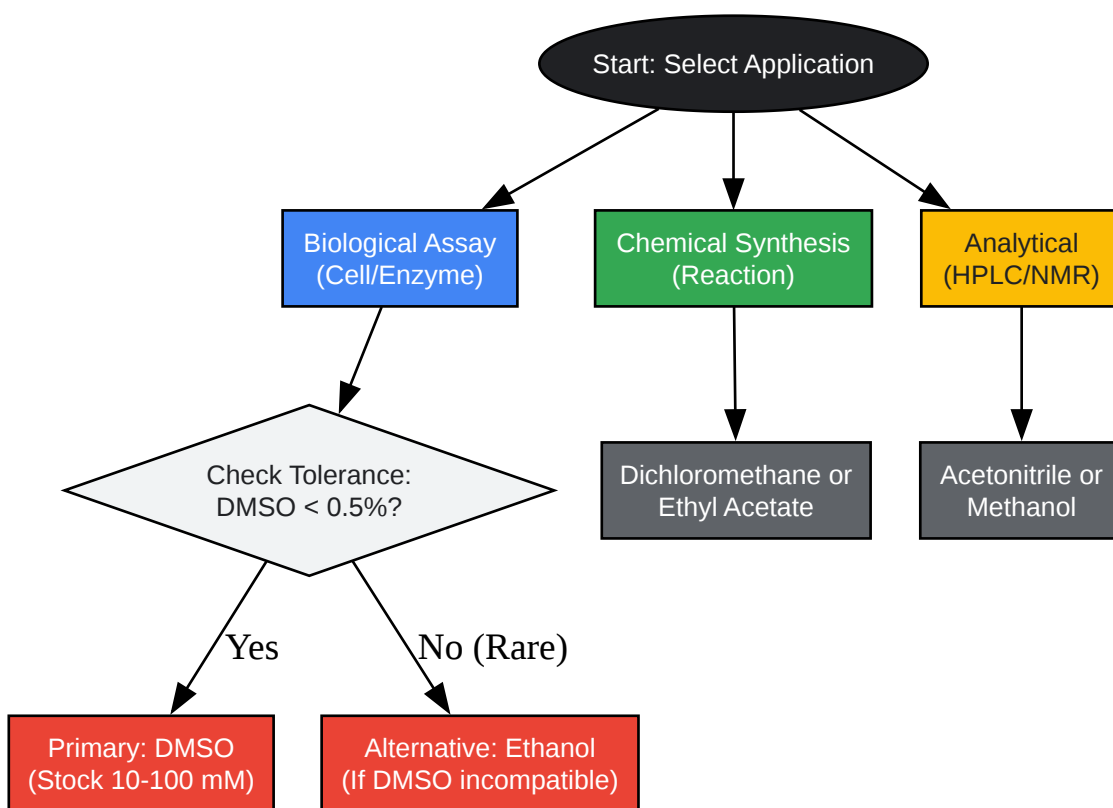 Start: Select Application
Biological Assay
(Cell/Enzyme)
Chemical Synthesis
(Reaction)
Analytical
(HPLC/NMR)
Check Tolerance:
DMSO < 0.5%?
Dichloromethane or
Ethyl Acetate
Acetonitrile or
Methanol
Yes
No (Rare)
Primary: DMSO
(Stock 10-100 mM)
Alternative: Ethanol
(If DMSO incompatible)